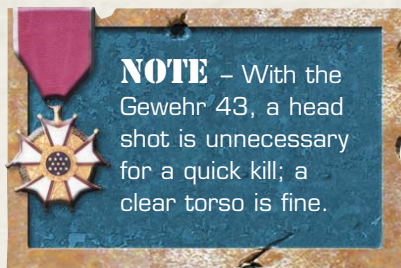 NOTE – With the
Gewehr 43, a head
shot is unnecessary
for a quick kill; a
clear torso is fine.